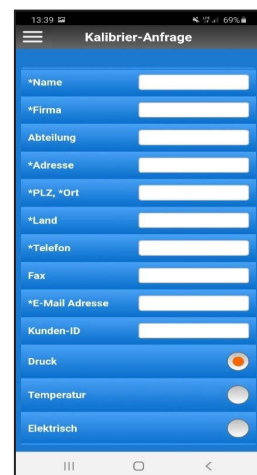 13:39 69%
Kalibrier-Anfrage
*Name
*Firma
Abteilung
*Adresse
*PLZ, *Ort
*Land
*Telefon
Fax
*E-Mail Adresse
Kunden-ID
Druck
Temperatur
Elektrisch